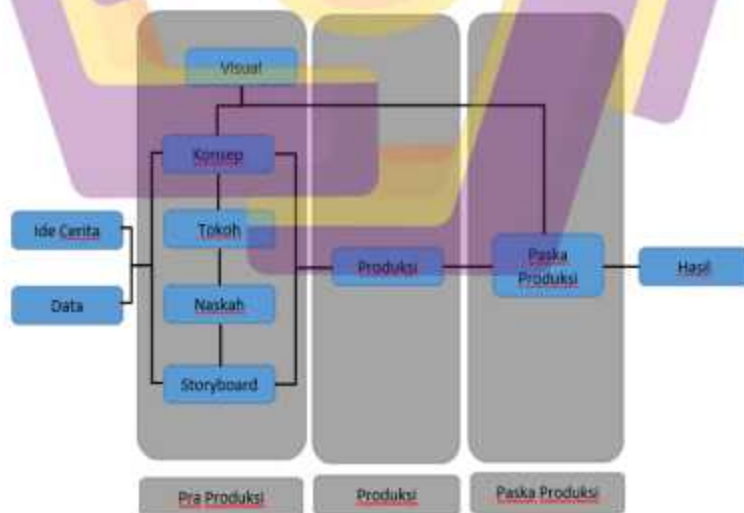 Visual
Konsep
Ide Cerita
Tokoh
Produksi
Paska
Produksi
Hasil
Data
Naskah
Storyboard
Pra Produksi
Produksi
Paska Produksi